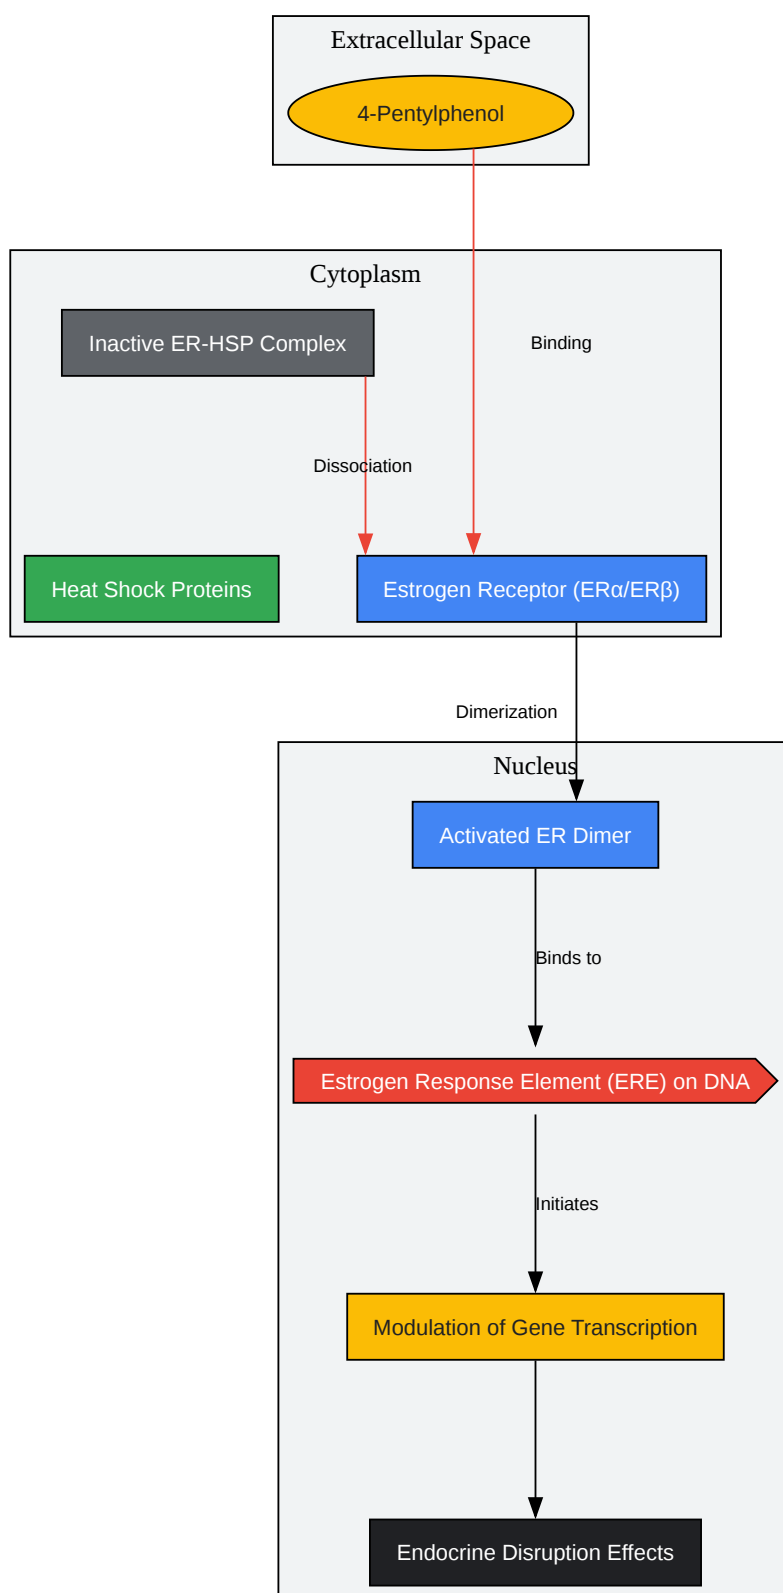 Extracellular Space
4-Pentylphenol
Cytoplasm
Inactive ER-HSP Complex
Binding
Dissociation
Heat Shock Proteins
Estrogen Receptor (ERα/ERβ)
Dimerization
Nucleus
Activated ER Dimer
Binds to
Estrogen Response Element (ERE) on DNA
Initiates
Modulation of Gene Transcription
Endocrine Disruption Effects